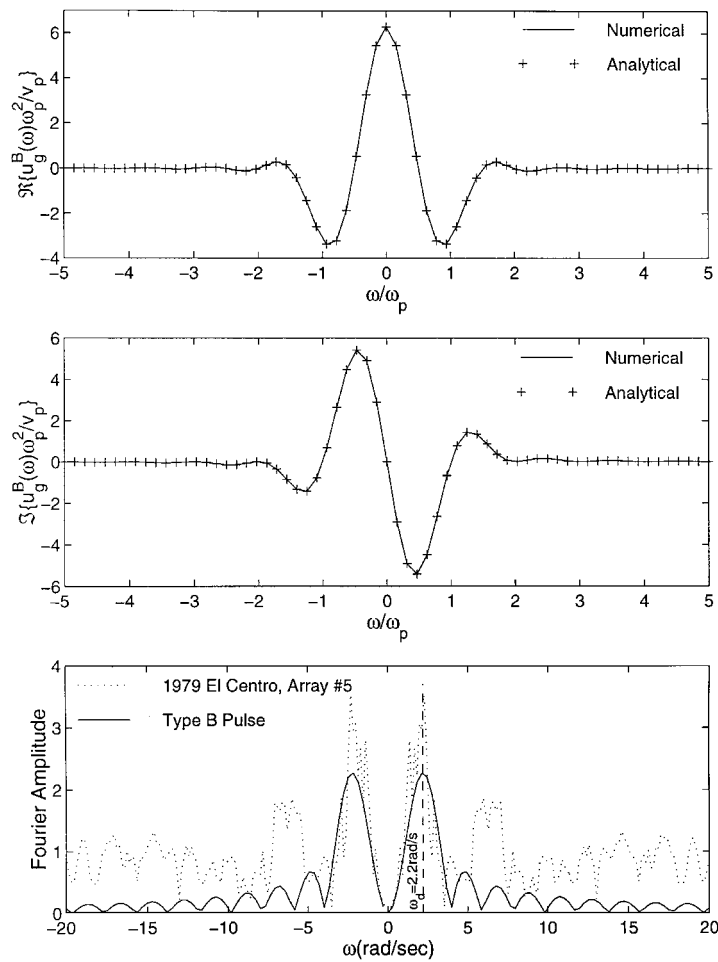 6
4
2
0
−2
−4
ℜ{u_g^B(ω)ω_p^2/v_p}
Numerical
Analytical
−5 −4 −3 −2 −1 0 1 2 3 4 5
ω/ω_p
6
4
2
0
−2
−4
−6
ℑ{u_g^B(ω)ω_p^2/v_p}
Numerical
Analytical
−5 −4 −3 −2 −1 0 1 2 3 4 5
ω/ω_p
4
3
2
1
0
Fourier Amplitude
1979 El Centro, Array #5
Type B Pulse
ω_d=2.2rad/s
−20 −15 −10 −5 0 5 10 15 20
ω(rad/sec)